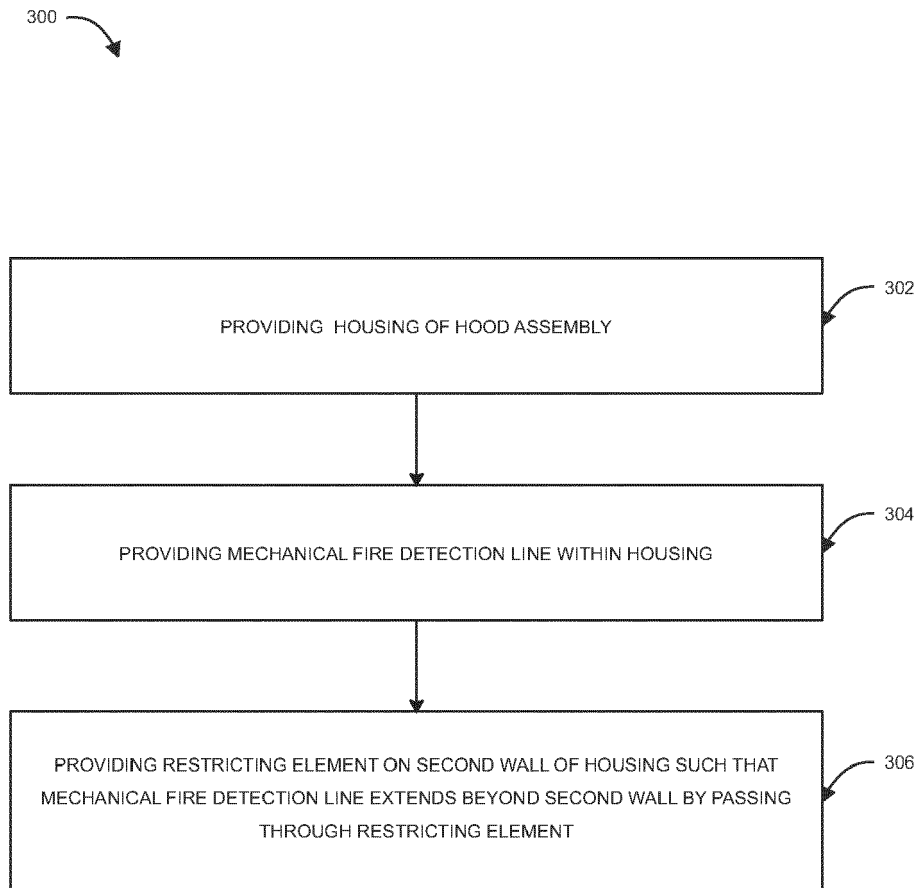 300
PROVIDING HOUSING OF HOOD ASSEMBLY
302
PROVIDING MECHANICAL FIRE DETECTION LINE WITHIN HOUSING
304
PROVIDING RESTRICTING ELEMENT ON SECOND WALL OF HOUSING SUCH THAT
MECHANICAL FIRE DETECTION LINE EXTENDS BEYOND SECOND WALL BY PASSING
THROUGH RESTRICTING ELEMENT
306